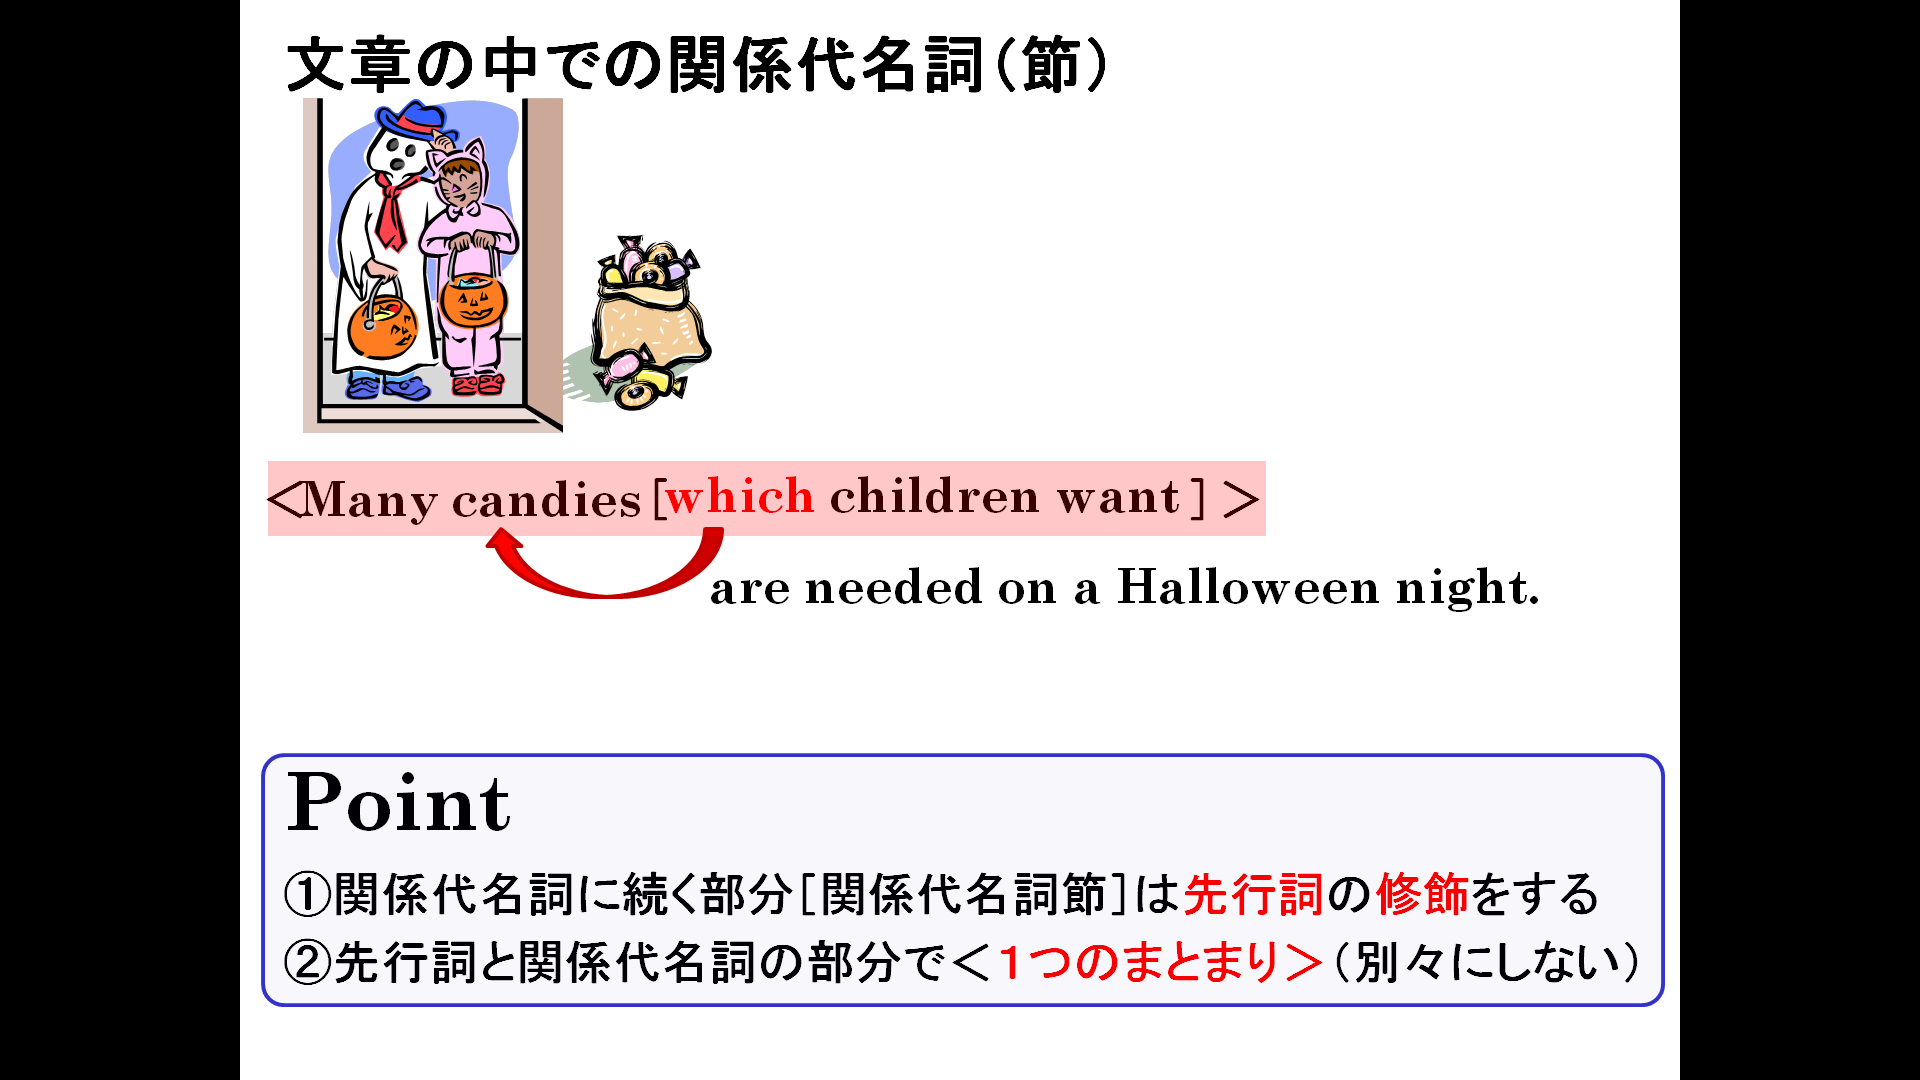 文章の中での関係代名詞（節）
<Many candies [which children want ] >
are needed on a Halloween night.
Point
①関係代名詞に続く部分［関係代名詞節］は先行詞の修飾をする
②先行詞と関係代名詞の部分で＜１つのまとまり＞（別々にしない）